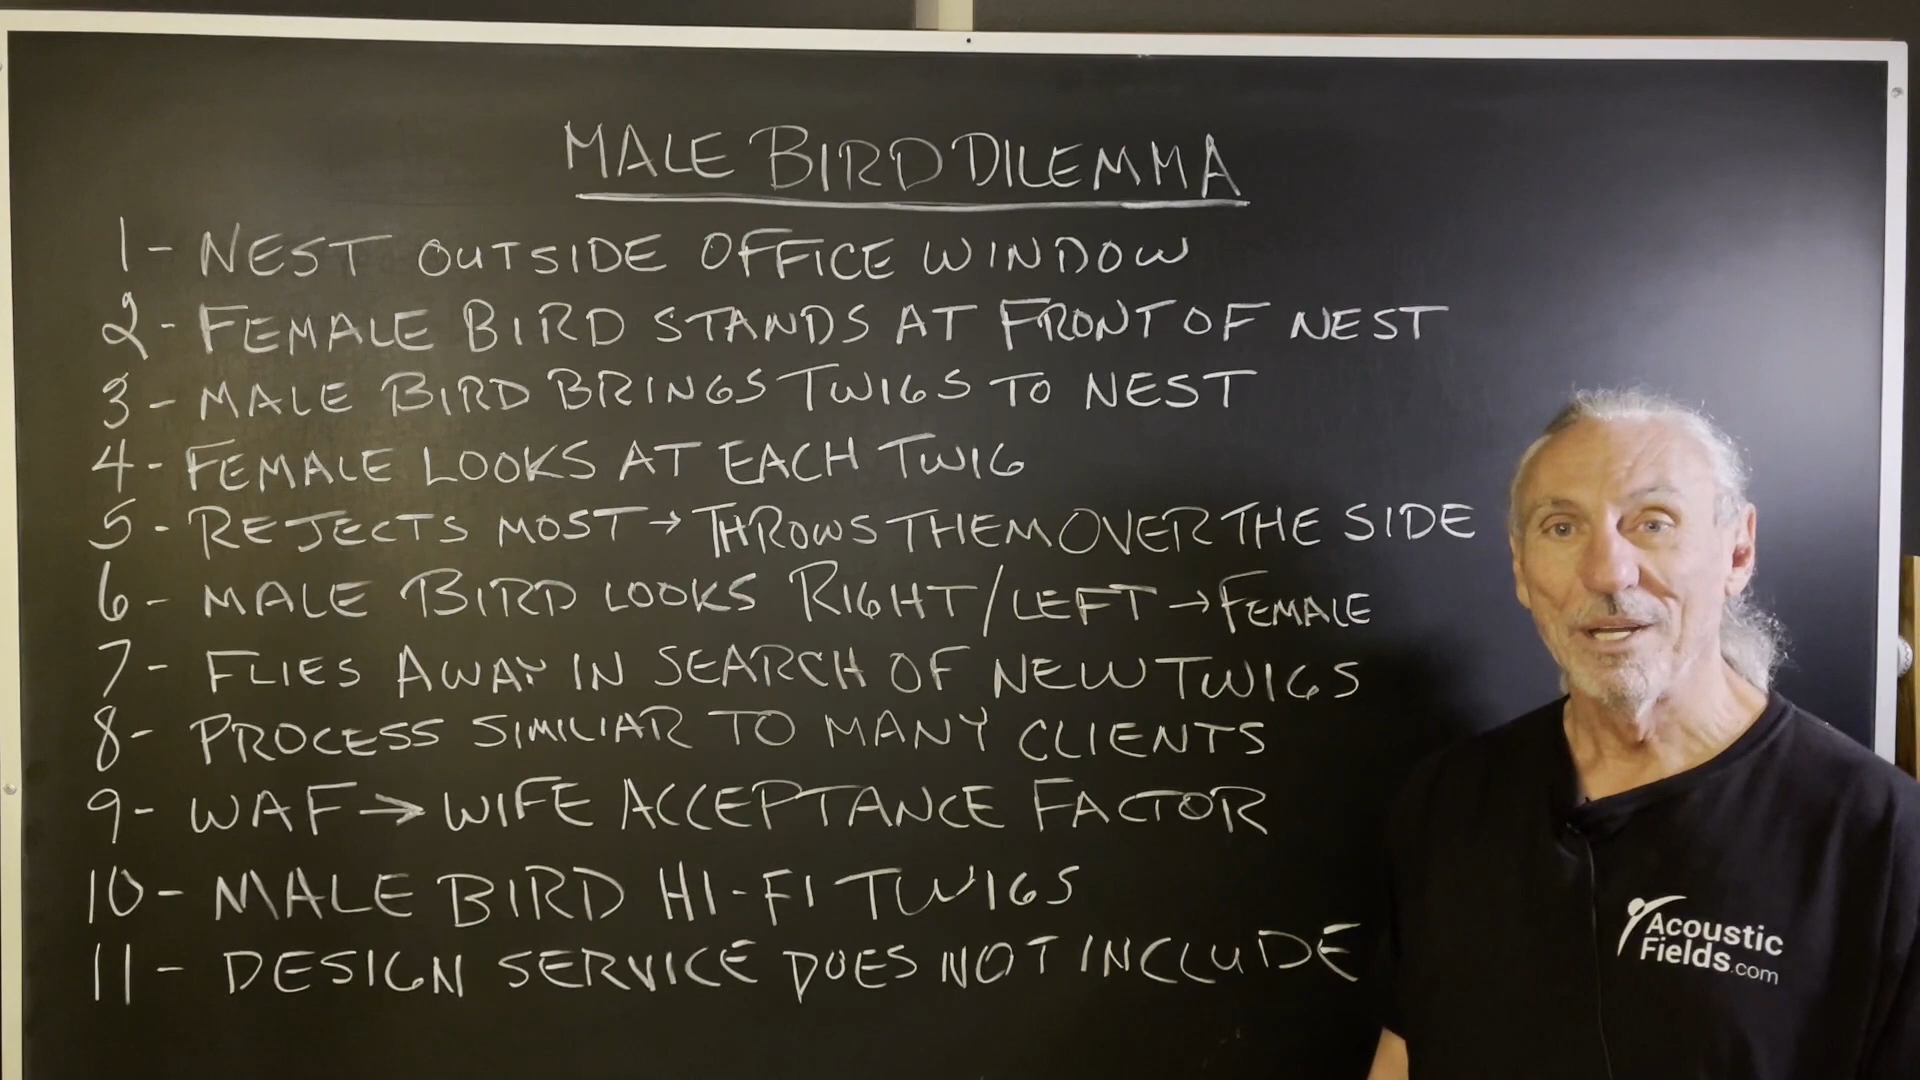 MALE BIRD DILEMMA
1- NEST OUTSIDE OFFICE WINDOW
2- FEMALE BIRD STANDS AT FRONT OF NEST
3- MALE BIRD BRINGS TWIGS TO NEST
4- FEMALE LOOKS AT EACH TWIG
5- REJECTS MOST → THROWS THEM OVER THE SIDE
6- MALE BIRD LOOKS RIGHT/LEFT → FEMALE
7- FLIES AWAY IN SEARCH OF NEW TWIGS
8- PROCESS SIMILIAR TO MANY CLIENTS
9- WAF → WIFE ACCEPTANCE FACTOR
10- MALE BIRD HI-FI TWIGS
11- DESIGN SERVICE DOES NOT INCLUDE
Acoustic
Fields.com